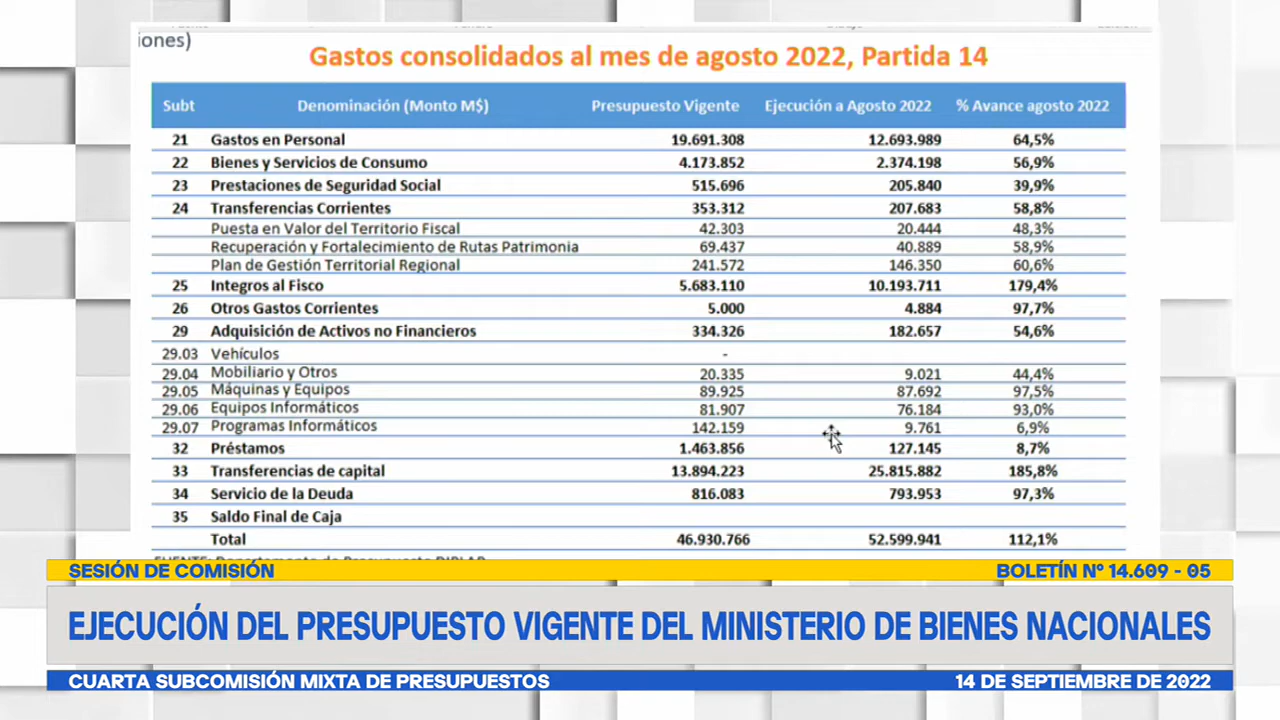 iones)
Gastos consolidados al mes de agosto 2022, Partida 14
Subt Denominación (Monto M$) Presupuesto Vigente Ejecución a Agosto 2022 % Avance agosto 2022
21 Gastos en Personal 19.691.308 12.693.989 64,5%
22 Bienes y Servicios de Consumo 4.173.852 2.374.198 56,9%
23 Prestaciones de Seguridad Social 515.696 205.840 39,9%
24 Transferencias Corrientes 353.312 207.683 58,8%
Puesta en Valor del Territorio Fiscal 42.303 20.444 48,3%
Recuperación y Fortalecimiento de Rutas Patrimonia 69.437 40.889 58,9%
Plan de Gestión Territorial Regional 241.572 146.350 60,6%
25 Integros al Fisco 5.683.110 10.193.711 179,4%
26 Otros Gastos Corrientes 5.000 4.884 97,7%
29 Adquisición de Activos no Financieros 334.326 182.657 54,6%
29.03 Vehículos -
29.04 Mobiliario y Otros 20.335 9.021 44,4%
29.05 Máquinas y Equipos 89.925 87.692 97,5%
29.06 Equipos Informáticos 81.907 76.184 93,0%
29.07 Programas Informáticos 142.159 9.761 6,9%
32 Préstamos 1.463.856 127.145 8,7%
33 Transferencias de capital 13.894.223 25.815.882 185,8%
34 Servicio de la Deuda 816.083 793.953 97,3%
35 Saldo Final de Caja
Total 46.930.766 52.599.941 112,1%
SESIÓN DE COMISIÓN BOLETÍN Nº 14.609 - 05
EJECUCIÓN DEL PRESUPUESTO VIGENTE DEL MINISTERIO DE BIENES NACIONALES
CUARTA SUBCOMISIÓN MIXTA DE PRESUPUESTOS 14 DE SEPTIEMBRE DE 2022